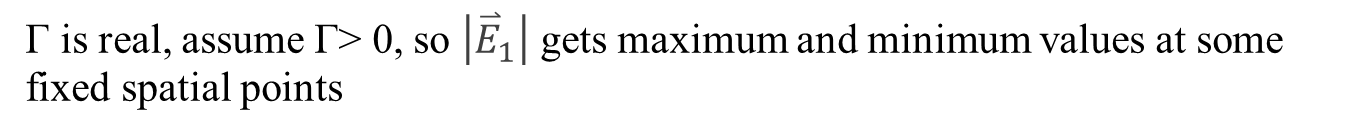 Γ is real, assume Γ> 0, so |E⃗₁| gets maximum and minimum values at some
fixed spatial points